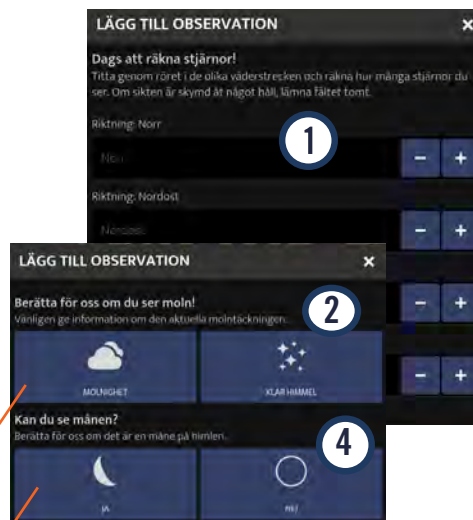 LÄGG TILL OBSERVATION ×
Dags att räkna stjärnor!
Titta genom röret i de olika väderstrecken och räkna hur många stjärnor du
ser. Om sikten är skymd åt något håll, lämna fältet tomt.
Riktning: Norr
1
Norr
- +
Riktning: Nordost
Nordost
- +
- +
- +
LÄGG TILL OBSERVATION ×
2
Berätta för oss om du ser moln!
Vänligen ge information om den aktuella molntäckningen.
MOLNIGHET KLAR HIMMEL
Kan du se månen?
4
Berätta för oss om det är en måne på himlen.
JA NEJ